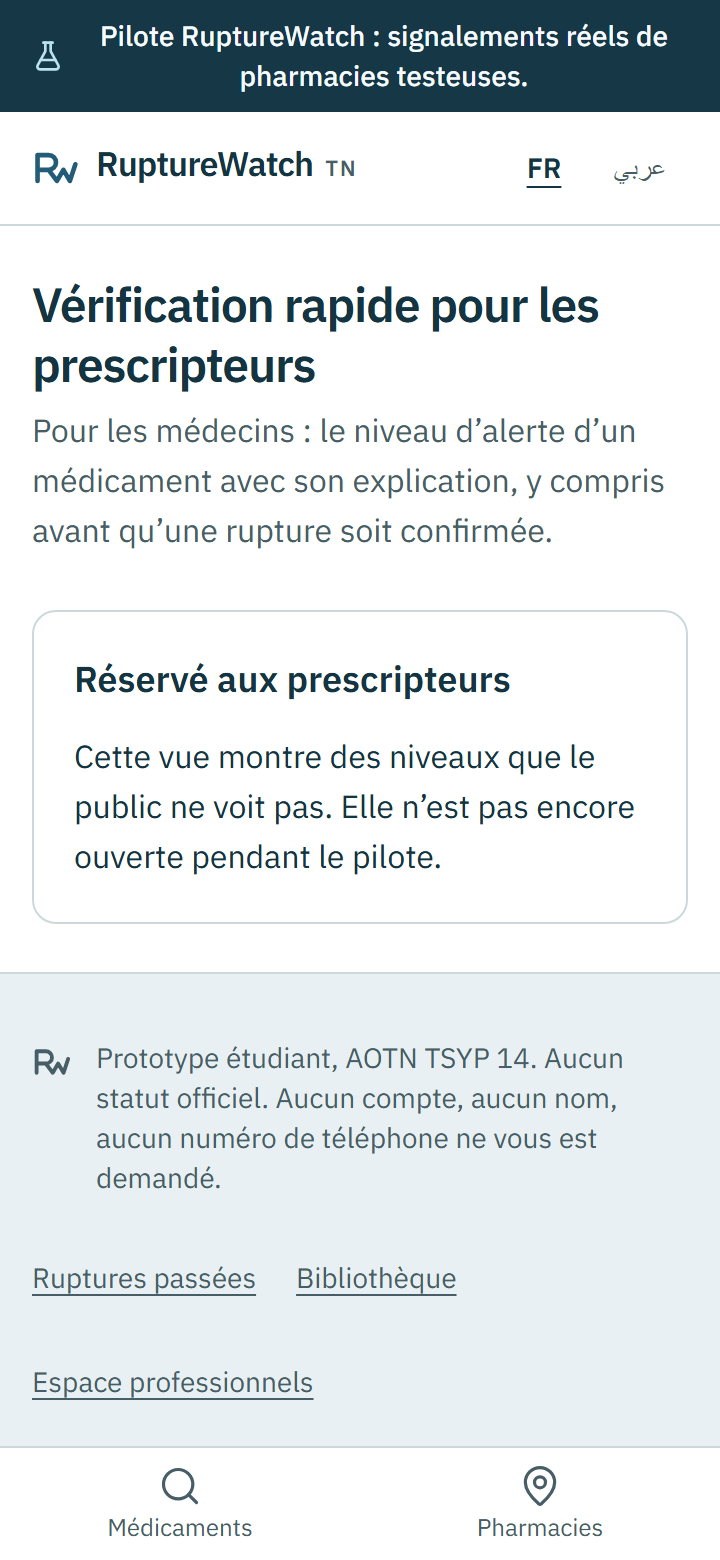 Pilote RuptureWatch : signalements réels de
pharmacies testeuses.
RW RuptureWatch TN
FR عربي
Vérification rapide pour les
prescripteurs
Pour les médecins : le niveau d’alerte d’un
médicament avec son explication, y compris
avant qu’une rupture soit confirmée.
Réservé aux prescripteurs
Cette vue montre des niveaux que le
public ne voit pas. Elle n’est pas encore
ouverte pendant le pilote.
RW Prototype étudiant, AOTN TSYP 14. Aucun
statut officiel. Aucun compte, aucun nom,
aucun numéro de téléphone ne vous est
demandé.
Ruptures passées Bibliothèque
Espace professionnels
Médicaments Pharmacies